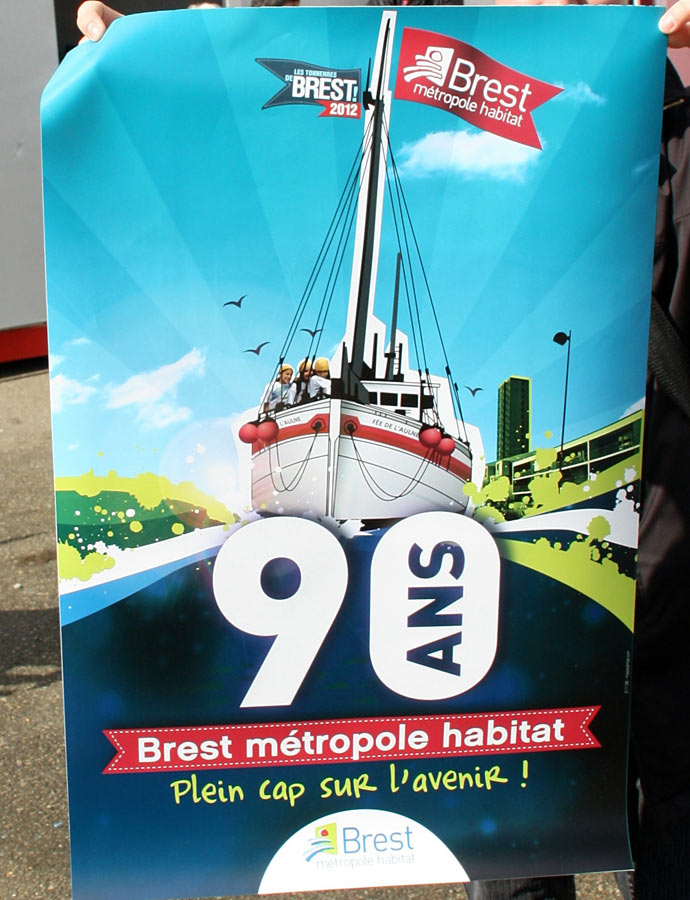 LES TONNERRES
DE BREST!
2012
Brest
métropole habitat
L'AULNE
FÉE DE L'AULNE
90
ANS
Brest métropole habitat
Plein cap sur l'avenir !
Brest
métropole habitat